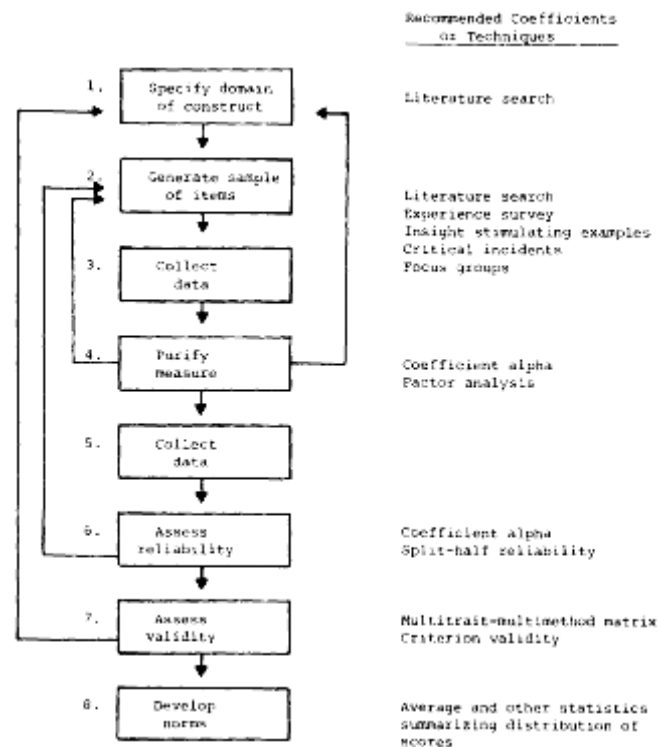 Recommended Coefficients
or Techniques
1. Specify domain
of construct
Literature search
2. Generate sample
of items
Literature search
Experience survey
Insight stimulating examples
Critical incidents
Focus groups
3. Collect
data
4. Purify
measure
Coefficient alpha
Factor analysis
5. Collect
data
6. Assess
reliability
Coefficient alpha
Split-half reliability
7. Assess
validity
Multitrait-multimethod matrix
Criterion validity
8. Develop
norms
Average and other statistics
summarizing distribution of
scores